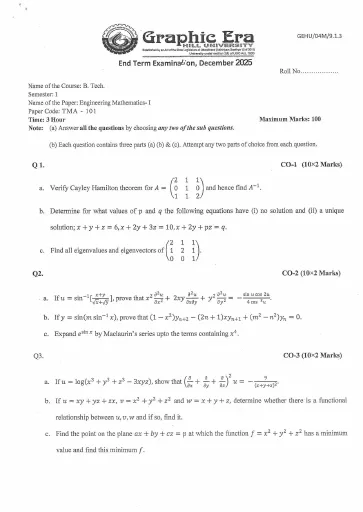 GEHU/04M/9.1.3
Graphic Era
HILL UNIVERSITY
End Term Examination, December 2025
Roll No..................
Name of the Course: B. Tech.
Semester: I
Name of the Paper: Engineering Mathematics- I
Paper Code: TMA - 101
Time: 3 Hour Maximum Marks: 100
Note: (a) Answer all the questions by choosing any two of the sub questions.
(b) Each question contains three parts (a) (b) & (c). Attempt any two parts of choice from each question.
Q 1. CO-1 (10×2 Marks)
a. Verify Cayley Hamilton theorem for A = (2 1 1; 0 1 0; 1 1 2) and hence find A⁻¹.
b. Determine for what values of p and q the following equations have (i) no solution and (ii) a unique
solution; x + y + z = 6, x + 2y + 3z = 10, x + 2y + pz = q.
c. Find all eigenvalues and eigenvectors of (2 1 1; 1 2 1; 0 0 1).
Q2. CO-2 (10×2 Marks)
a. If u = sin⁻¹[(x+y)/(√x+√y)], prove that x² ∂²u/∂x² + 2xy ∂²u/∂x∂y + y² ∂²u/∂y² = − (sin u cos 2u)/(4 cos³u).
b. If y = sin(m sin⁻¹ x), prove that (1 − x²)yₙ₊₂ − (2n + 1)xyₙ₊₁ + (m² − n²)yₙ = 0.
c. Expand e^(sin x) by Maclaurin's series upto the terms containing x⁴.
Q3. CO-3 (10×2 Marks)
a. If u = log(x³ + y³ + z³ − 3xyz), show that (∂/∂x + ∂/∂y + ∂/∂z)² u = − 9/(x+y+z)².
b. If u = xy + yz + zx, v = x² + y² + z² and w = x + y + z, determine whether there is a functional
relationship between u, v, w and if so, find it.
c. Find the point on the plane ax + by + cz = p at which the function f = x² + y² + z² has a minimum
value and find this minimum f.